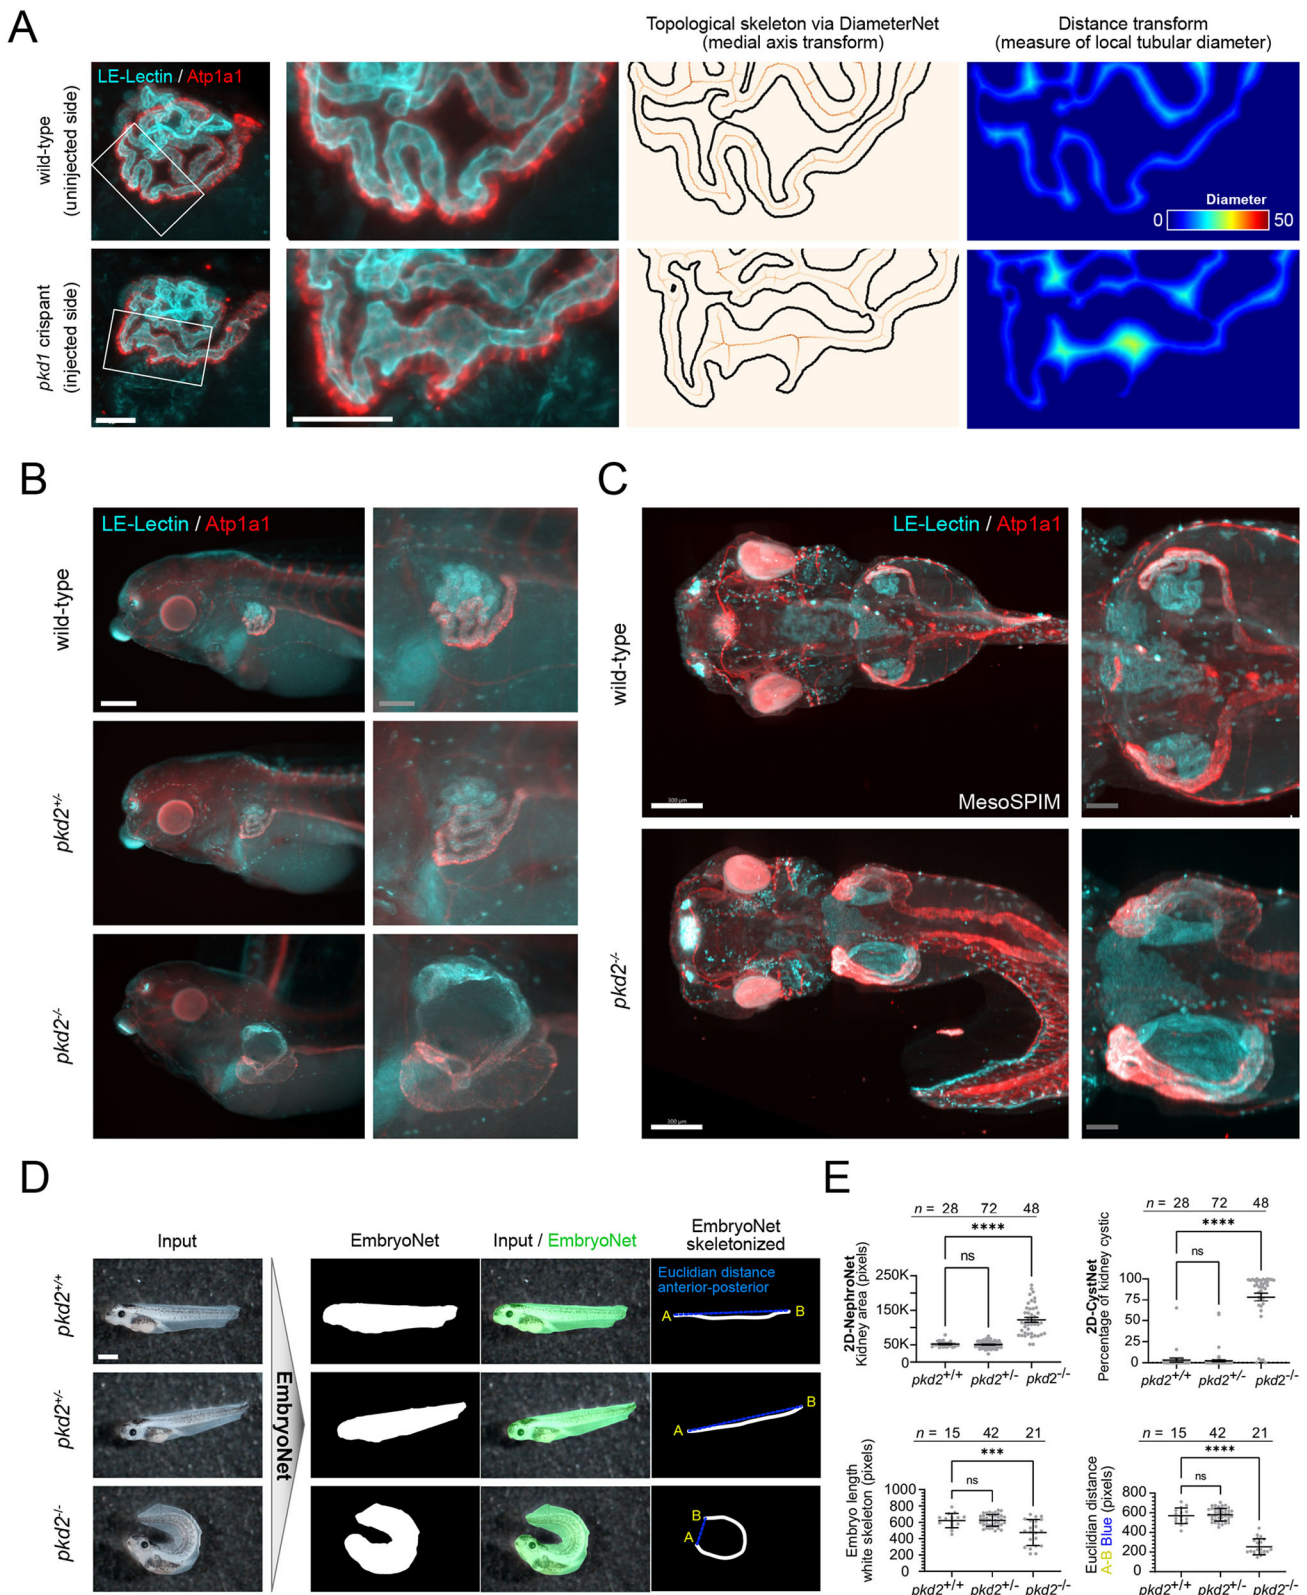 A
LE-Lectin / Atp1a1
Topological skeleton via DiameterNet
(medial axis transform)
Distance transform
(measure of local tubular diameter)
wild-type
(uninjected side)
Diameter
0 50
pkd1 crispant
(injected side)
B
LE-Lectin / Atp1a1
wild-type
pkd2+/-
pkd2-/-
C
LE-Lectin / Atp1a1
wild-type
300 µm
MesoSPIM
pkd2-/-
300 µm
D
Input
EmbryoNet
Input / EmbryoNet
EmbryoNet
skeletonized
pkd2+/+
Euclidian distance
anterior-posterior
A B
EmbryoNet
pkd2+/-
A B
pkd2-/-
B
A
E
n = 28 72 48
****
ns
2D-NephroNet
Kidney area (pixels)
250K
150K
50K
0
pkd2+/+ pkd2+/- pkd2-/-
n = 28 72 48
****
ns
2D-CystNet
Percentage of kidney cystic
100
75
50
25
0
pkd2+/+ pkd2+/- pkd2-/-
n = 15 42 21
***
ns
Embryo length
white skeleton (pixels)
1000
800
600
400
200
0
pkd2+/+ pkd2+/- pkd2-/-
n = 15 42 21
****
ns
Euclidian distance
A-B Blue (pixels)
800
600
400
200
0
pkd2+/+ pkd2+/- pkd2-/-